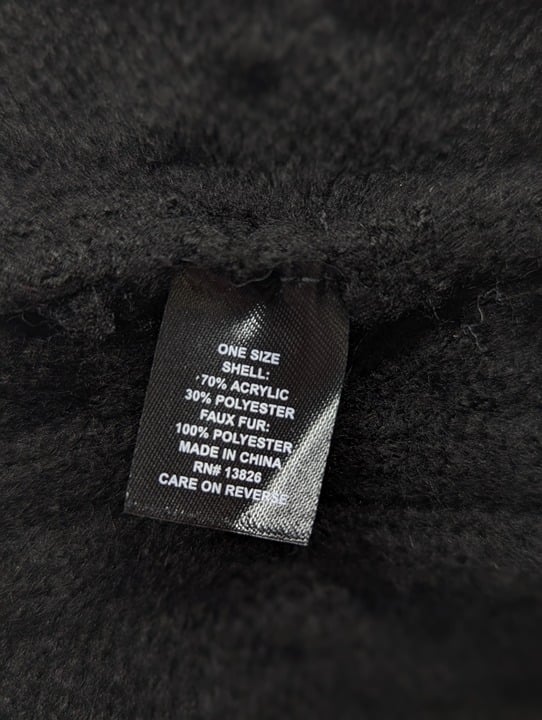 ONE SIZE
SHELL:
70% ACRYLIC
30% POLYESTER
FAUX FUR:
100% POLYESTER
MADE IN CHINA
RN# 13826
CARE ON REVERSE